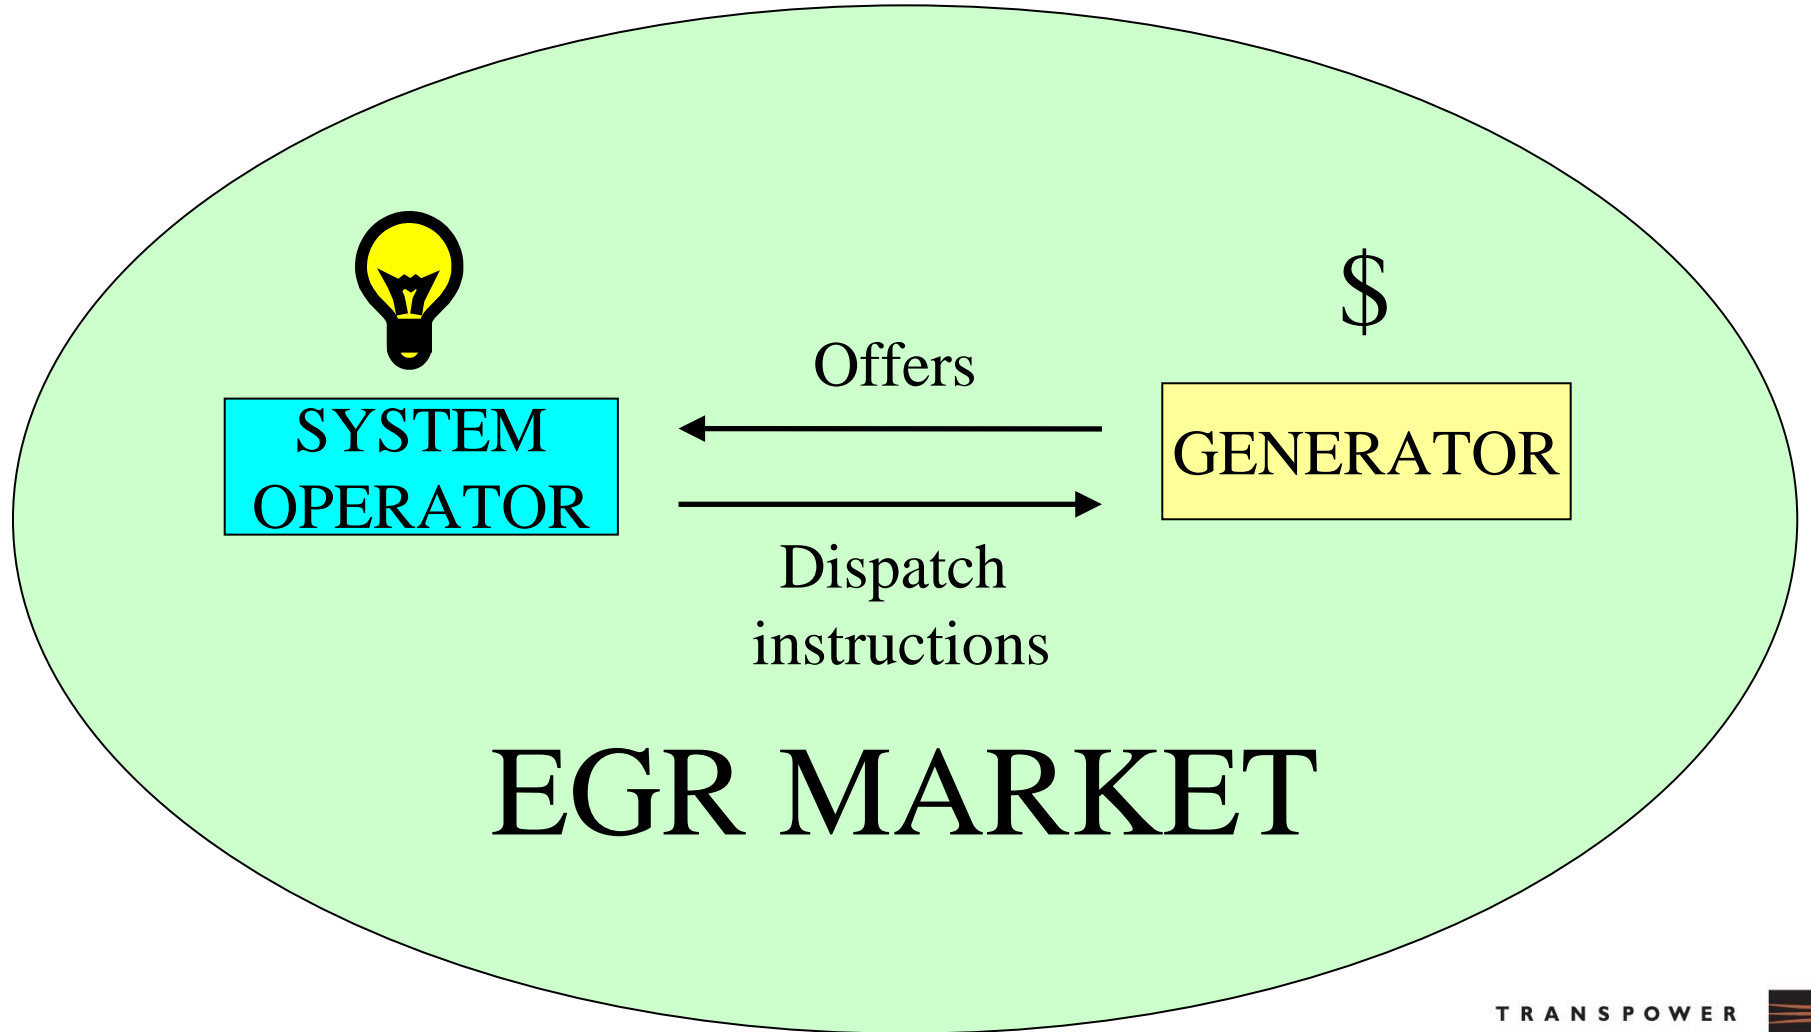 $
Offers
SYSTEM
OPERATOR
GENERATOR
Dispatch
instructions
EGR MARKET
TRANSPOWER